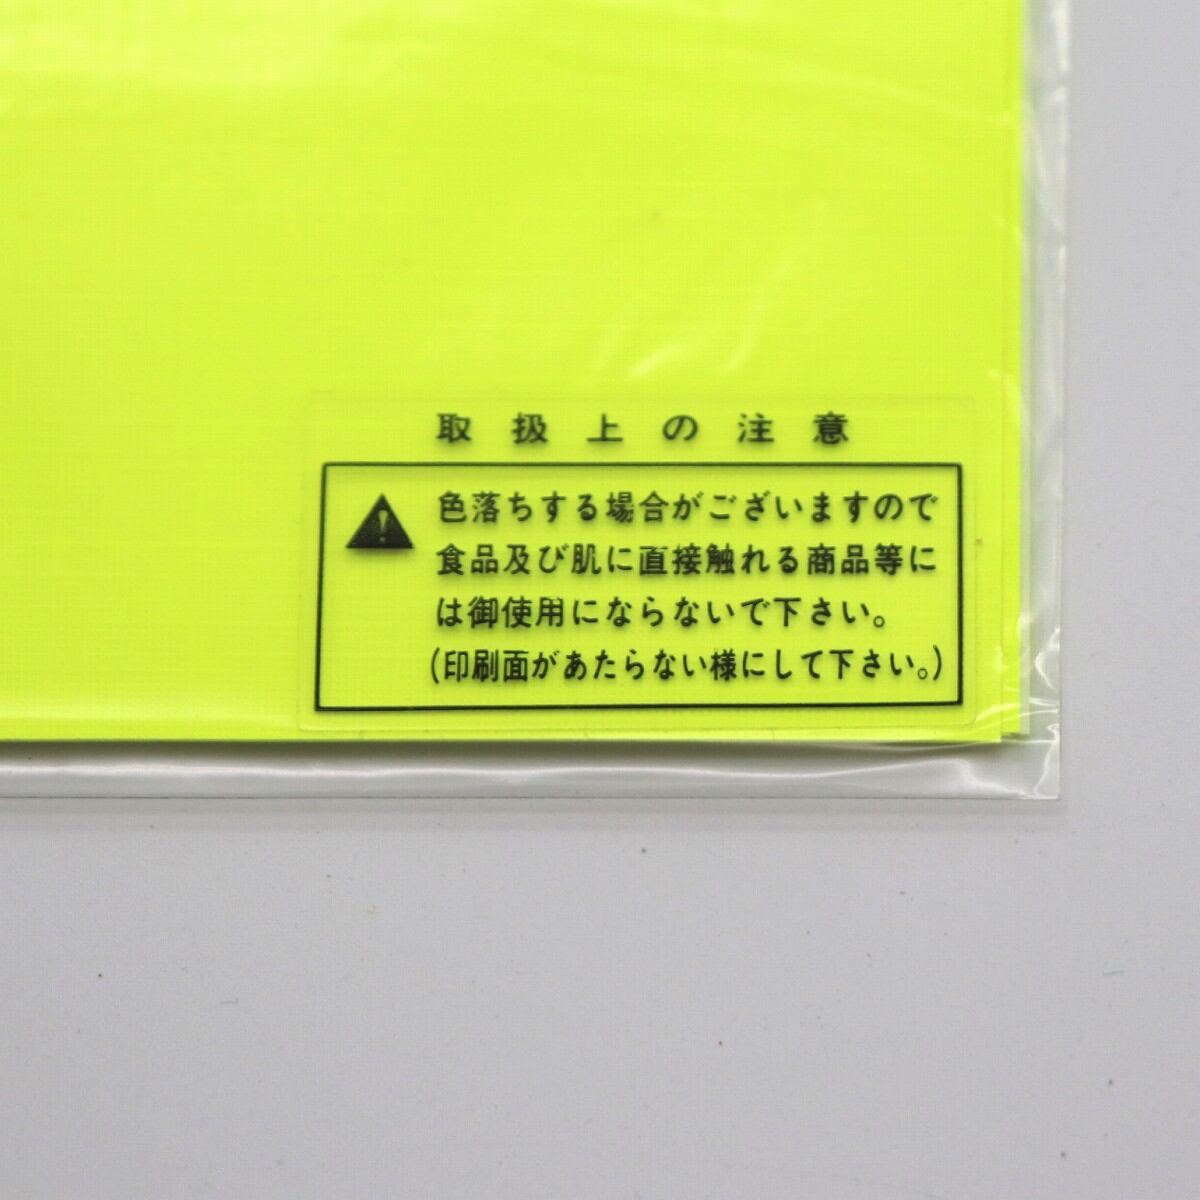 取扱上の注意
色落ちする場合がございますので
食品及び肌に直接触れる商品等に
は御使用にならないで下さい。
(印刷面があたらない様にして下さい。)